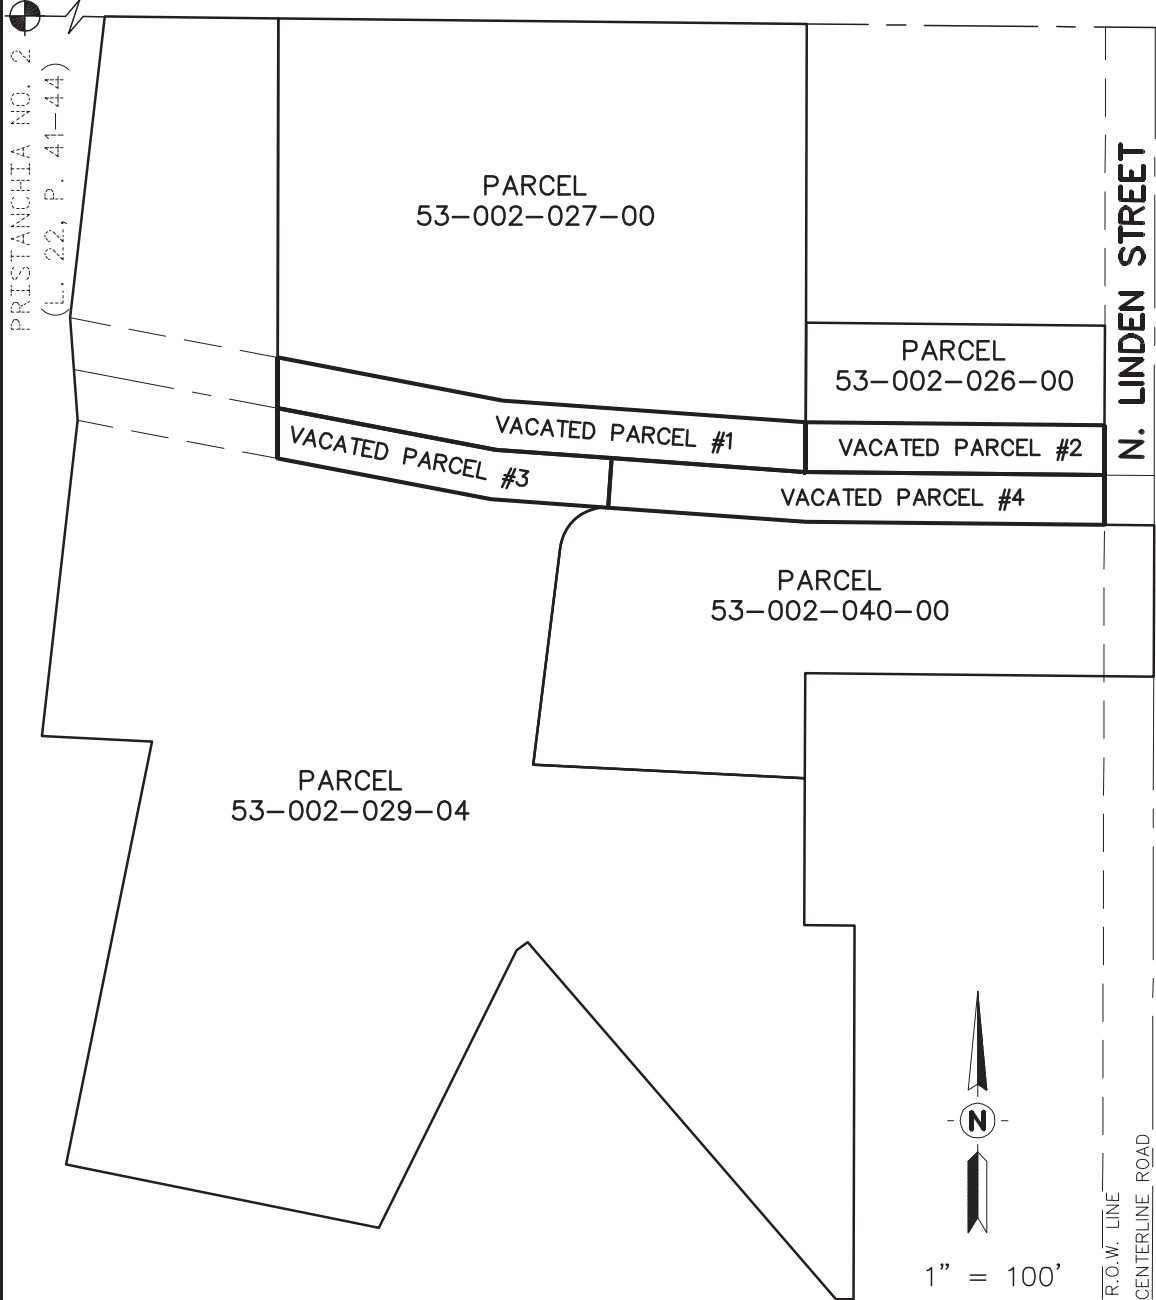 PRISTANCHIA NO. 2
(L. 22, P. 41-44)
PARCEL
53-002-027-00
N. LINDEN STREET
PARCEL
53-002-026-00
VACATED PARCEL #1
VACATED PARCEL #2
VACATED PARCEL #3
VACATED PARCEL #4
PARCEL
53-002-040-00
PARCEL
53-002-029-04
N
1" = 100'
R.O.W. LINE
CENTERLINE ROAD